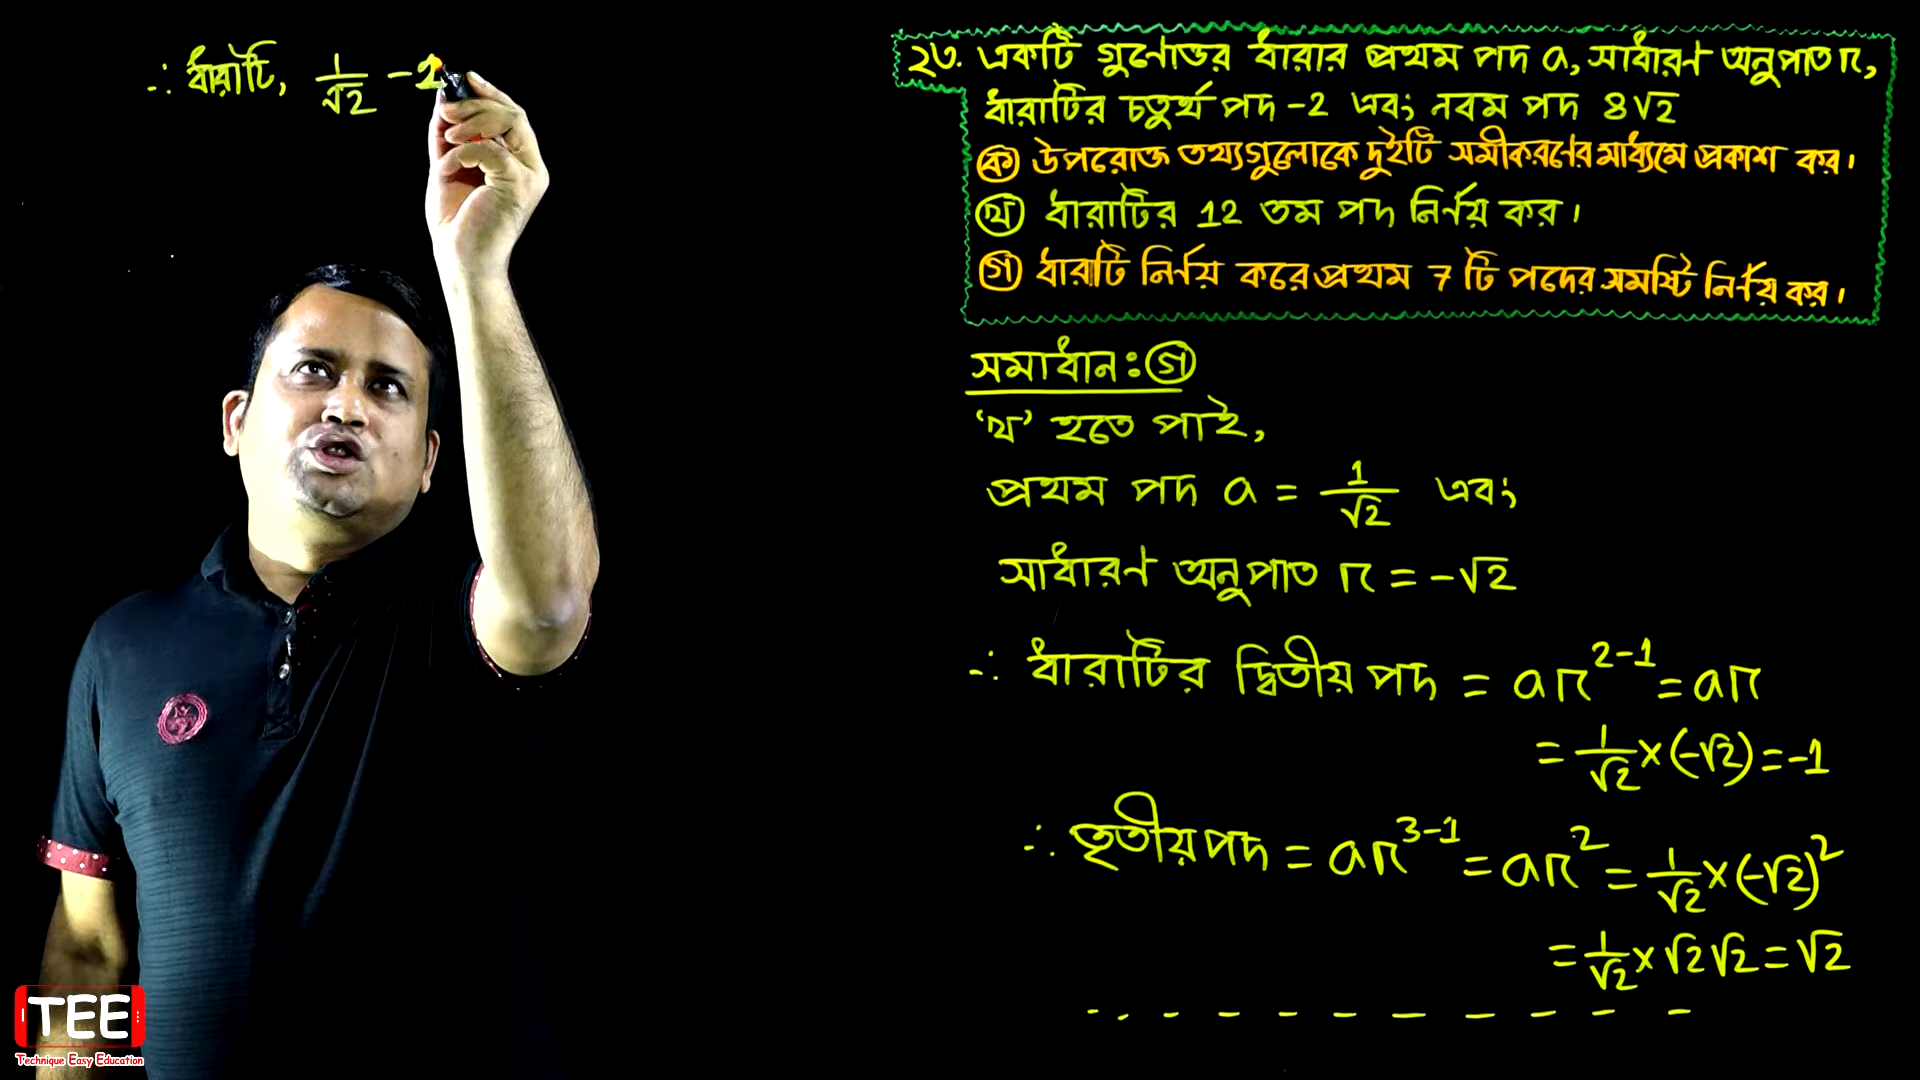 ∴ ধারাটি, 1/√2 - 1
২৩. একটি গুণোত্তর ধারার প্রথম পদ a, সাধারণ অনুপাত r,
ধারাটির চতুর্থ পদ -2 এবং নবম পদ 8√2
ক উপরোক্ত তথ্যগুলোকে দুইটি সমীকরণের মাধ্যমে প্রকাশ কর।
খ ধারাটির 12 তম পদ নির্ণয় কর।
গ ধারাটি নির্ণয় করে প্রথম 7 টি পদের সমষ্টি নির্ণয় কর।
সমাধান: গ
'খ' হতে পাই,
প্রথম পদ a = 1/√2 এবং
সাধারণ অনুপাত r = -√2
∴ ধারাটির দ্বিতীয় পদ = ar^(2-1) = ar
= 1/√2 × (-√2) = -1
∴ তৃতীয় পদ = ar^(3-1) = ar² = 1/√2 × (-√2)²
= 1/√2 × √2 √2 = √2
TEE
Technique Easy Education